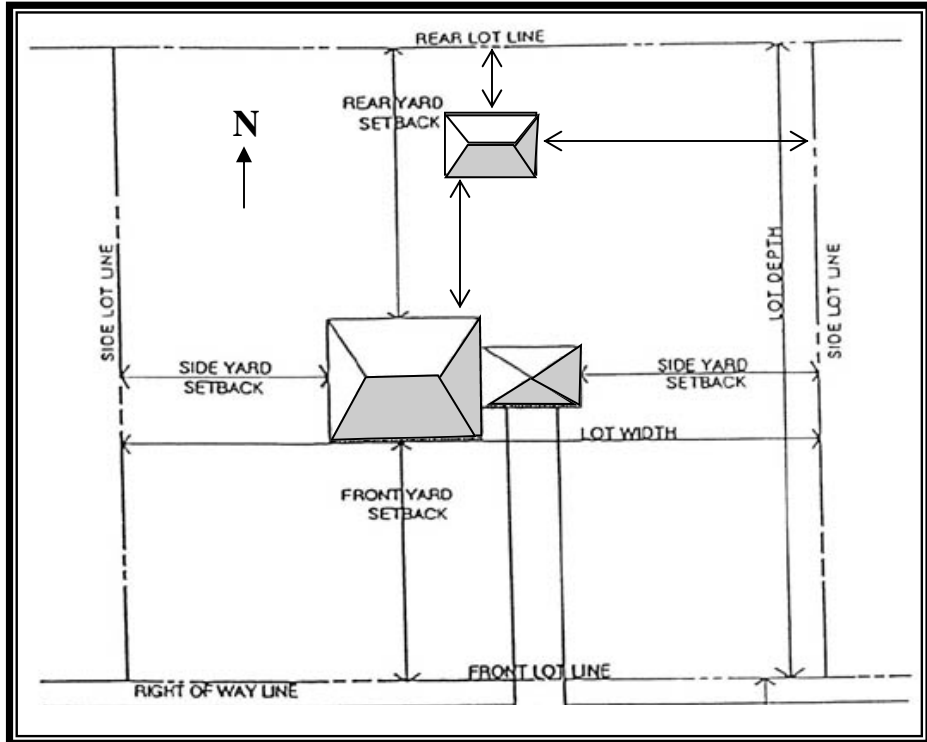 REAR LOT LINE
REAR YARD
SETBACK
N
SIDE LOT LINE
LOT DEPTH
SIDE LOT LINE
SIDE YARD
SETBACK
SIDE YARD
SETBACK
LOT WIDTH
FRONT YARD
SETBACK
FRONT LOT LINE
RIGHT OF WAY LINE